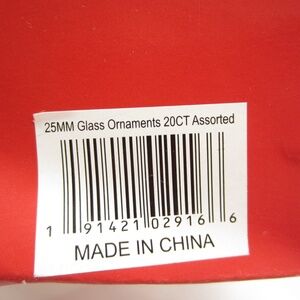 25MM Glass Ornaments 20CT Assorted
1 91421 02916 6
MADE IN CHINA